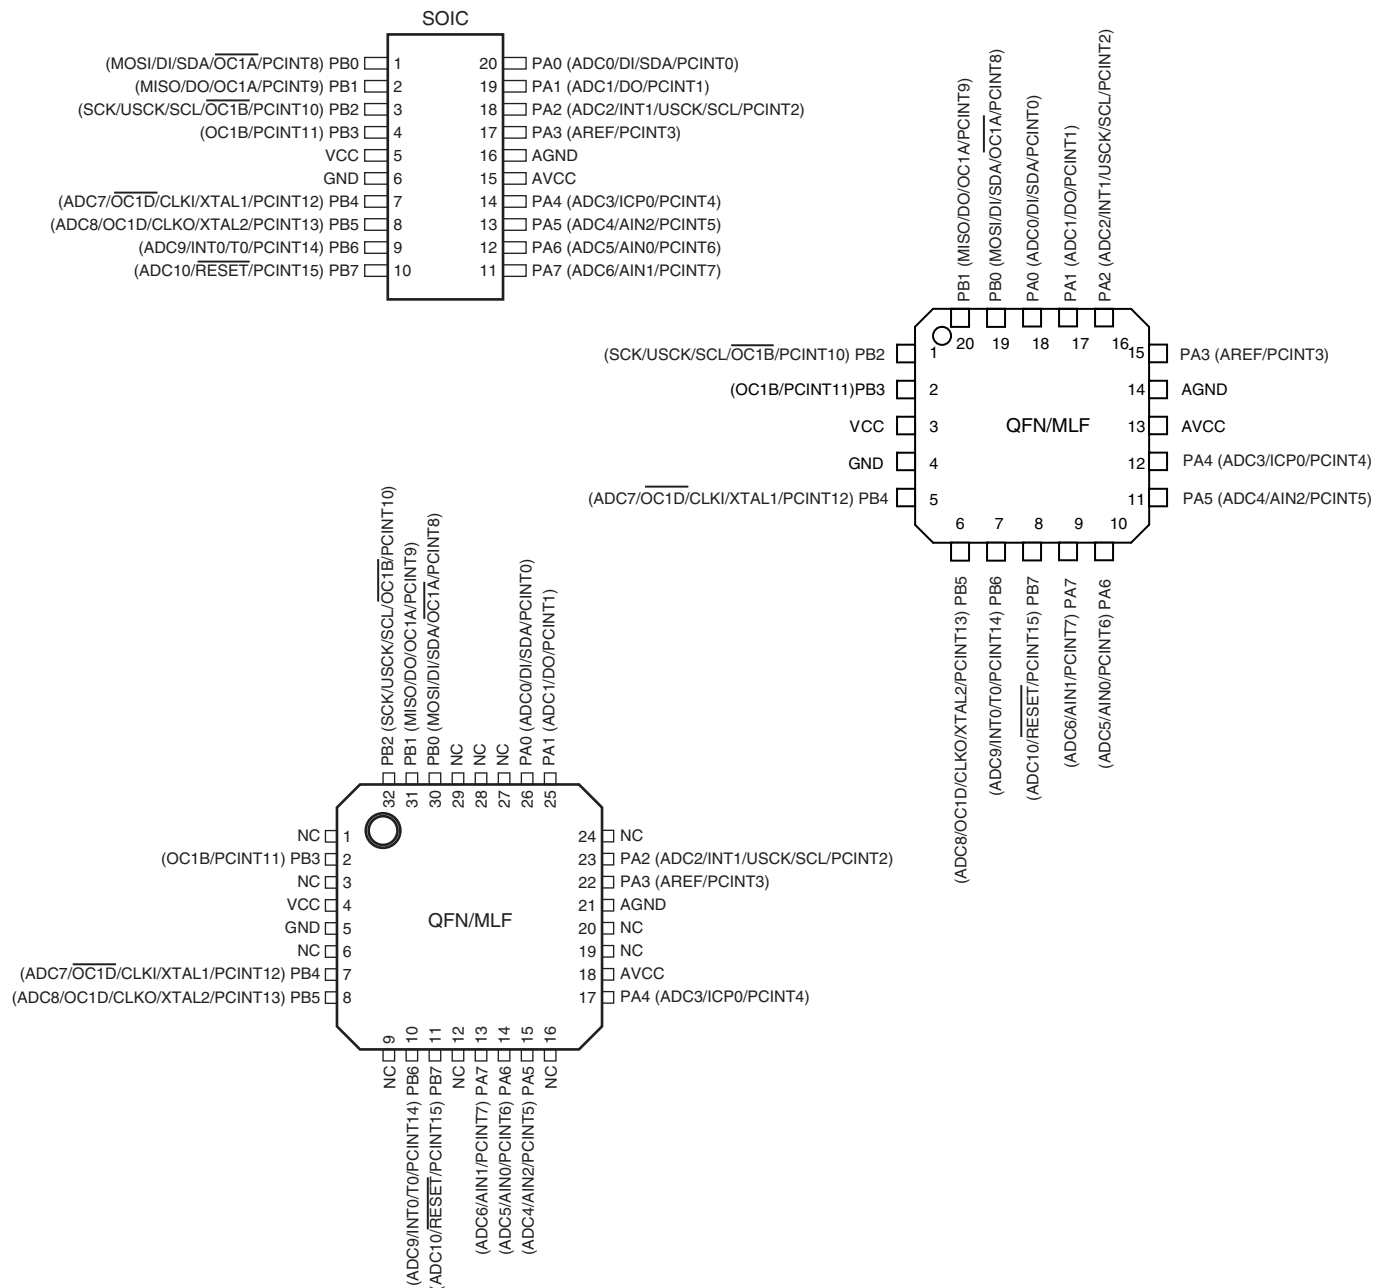 SOIC
(MOSI/DI/SDA/OC1A/PCINT8) PB0 1 20 PA0 (ADC0/DI/SDA/PCINT0)
(MISO/DO/OC1A/PCINT9) PB1 2 19 PA1 (ADC1/DO/PCINT1)
(SCK/USCK/SCL/OC1B/PCINT10) PB2 3 18 PA2 (ADC2/INT1/USCK/SCL/PCINT2)
(OC1B/PCINT11) PB3 4 17 PA3 (AREF/PCINT3)
VCC 5 16 AGND
GND 6 15 AVCC
(ADC7/OC1D/CLKI/XTAL1/PCINT12) PB4 7 14 PA4 (ADC3/ICP0/PCINT4)
(ADC8/OC1D/CLKO/XTAL2/PCINT13) PB5 8 13 PA5 (ADC4/AIN2/PCINT5)
(ADC9/INT0/T0/PCINT14) PB6 9 12 PA6 (ADC5/AIN0/PCINT6)
(ADC10/RESET/PCINT15) PB7 10 11 PA7 (ADC6/AIN1/PCINT7)
PB1 (MISO/DO/OC1A/PCINT9)
PB0 (MOSI/DI/SDA/OC1A/PCINT8)
PA0 (ADC0/DI/SDA/PCINT0)
PA1 (ADC1/DO/PCINT1)
PA2 (ADC2/INT1/USCK/SCL/PCINT2)
20 19 18 17 16
(SCK/USCK/SCL/OC1B/PCINT10) PB2 1 15 PA3 (AREF/PCINT3)
(OC1B/PCINT11)PB3 2 14 AGND
VCC 3 QFN/MLF 13 AVCC
GND 4 12 PA4 (ADC3/ICP0/PCINT4)
(ADC7/OC1D/CLKI/XTAL1/PCINT12) PB4 5 11 PA5 (ADC4/AIN2/PCINT5)
6 7 8 9 10
(ADC8/OC1D/CLKO/XTAL2/PCINT13) PB5
(ADC9/INT0/T0/PCINT14) PB6
(ADC10/RESET/PCINT15) PB7
(ADC6/AIN1/PCINT7) PA7
(ADC5/AIN0/PCINT6) PA6
PB2 (SCK/USCK/SCL/OC1B/PCINT10)
PB1 (MISO/DO/OC1A/PCINT9)
PB0 (MOSI/DI/SDA/OC1A/PCINT8)
NC
NC
NC
PA0 (ADC0/DI/SDA/PCINT0)
PA1 (ADC1/DO/PCINT1)
32 31 30 29 28 27 26 25
NC 1 24 NC
(OC1B/PCINT11) PB3 2 23 PA2 (ADC2/INT1/USCK/SCL/PCINT2)
NC 3 22 PA3 (AREF/PCINT3)
VCC 4 21 AGND
GND 5 QFN/MLF 20 NC
NC 6 19 NC
(ADC7/OC1D/CLKI/XTAL1/PCINT12) PB4 7 18 AVCC
(ADC8/OC1D/CLKO/XTAL2/PCINT13) PB5 8 17 PA4 (ADC3/ICP0/PCINT4)
9 10 11 12 13 14 15 16
NC
(ADC9/INT0/T0/PCINT14) PB6
(ADC10/RESET/PCINT15) PB7
NC
(ADC6/AIN1/PCINT7) PA7
(ADC5/AIN0/PCINT6) PA6
(ADC4/AIN2/PCINT5) PA5
NC